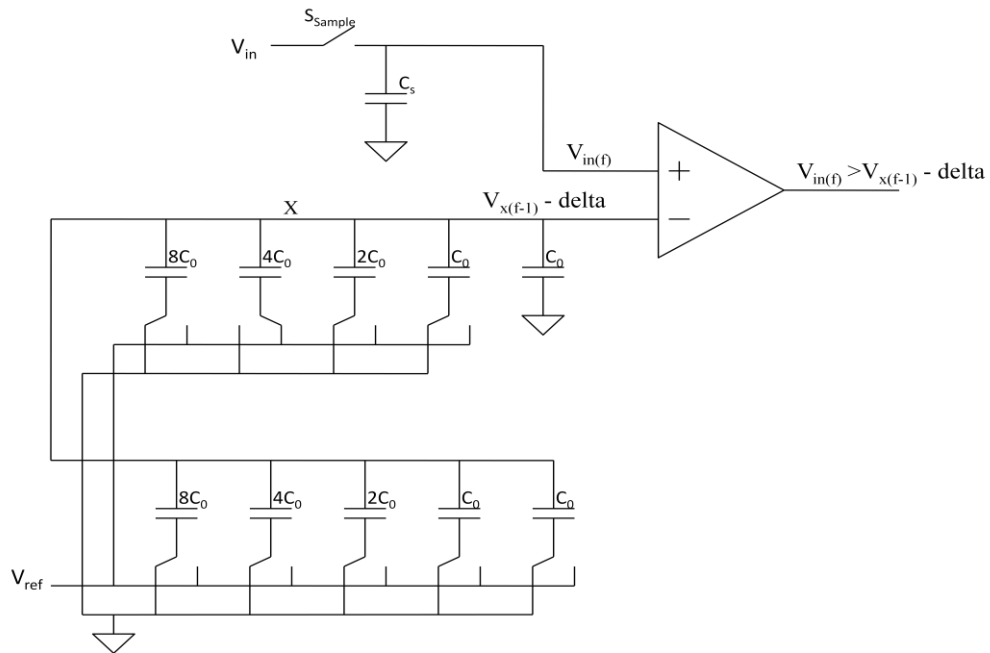 S_Sample
V_in
C_s
V_in(f)
V_in(f) >V_x(f-1) - delta
+
X
V_x(f-1) - delta
−
8C_0
4C_0
2C_0
C_0
C_0
8C_0
4C_0
2C_0
C_0
C_0
V_ref